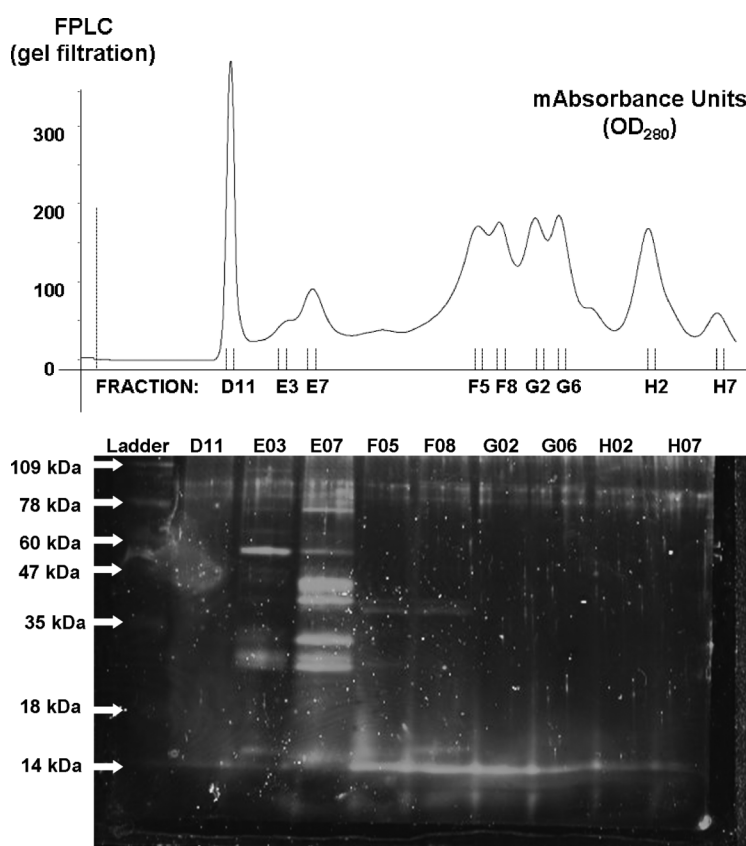 FPLC
(gel filtration)
mAbsorbance Units
(OD280)
300
200
100
0
FRACTION: D11 E3 E7 F5 F8 G2 G6 H2 H7
Ladder D11 E03 E07 F05 F08 G02 G06 H02 H07
109 kDa
78 kDa
60 kDa
47 kDa
35 kDa
18 kDa
14 kDa